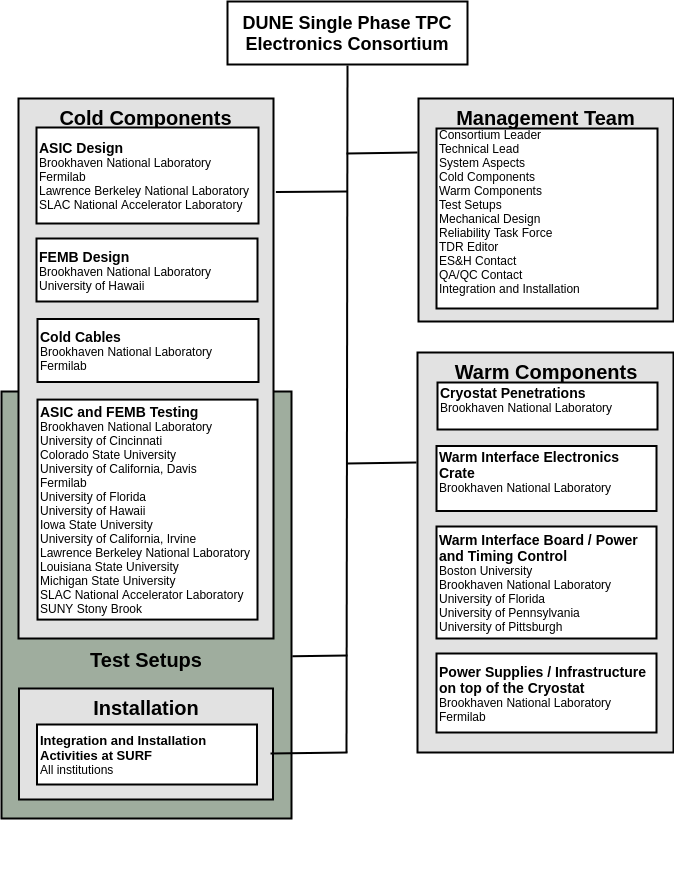 DUNE Single Phase TPC
Electronics Consortium
Cold Components
ASIC Design
Brookhaven National Laboratory
Fermilab
Lawrence Berkeley National Laboratory
SLAC National Accelerator Laboratory
FEMB Design
Brookhaven National Laboratory
University of Hawaii
Cold Cables
Brookhaven National Laboratory
Fermilab
ASIC and FEMB Testing
Brookhaven National Laboratory
University of Cincinnati
Colorado State University
University of California, Davis
Fermilab
University of Florida
University of Hawaii
Iowa State University
University of California, Irvine
Lawrence Berkeley National Laboratory
Louisiana State University
Michigan State University
SLAC National Accelerator Laboratory
SUNY Stony Brook
Test Setups
Installation
Integration and Installation
Activities at SURF
All institutions
Management Team
Consortium Leader
Technical Lead
System Aspects
Cold Components
Warm Components
Test Setups
Mechanical Design
Reliability Task Force
TDR Editor
ES&H Contact
QA/QC Contact
Integration and Installation
Warm Components
Cryostat Penetrations
Brookhaven National Laboratory
Warm Interface Electronics
Crate
Brookhaven National Laboratory
Warm Interface Board / Power
and Timing Control
Boston University
Brookhaven National Laboratory
University of Florida
University of Pennsylvania
University of Pittsburgh
Power Supplies / Infrastructure
on top of the Cryostat
Brookhaven National Laboratory
Fermilab